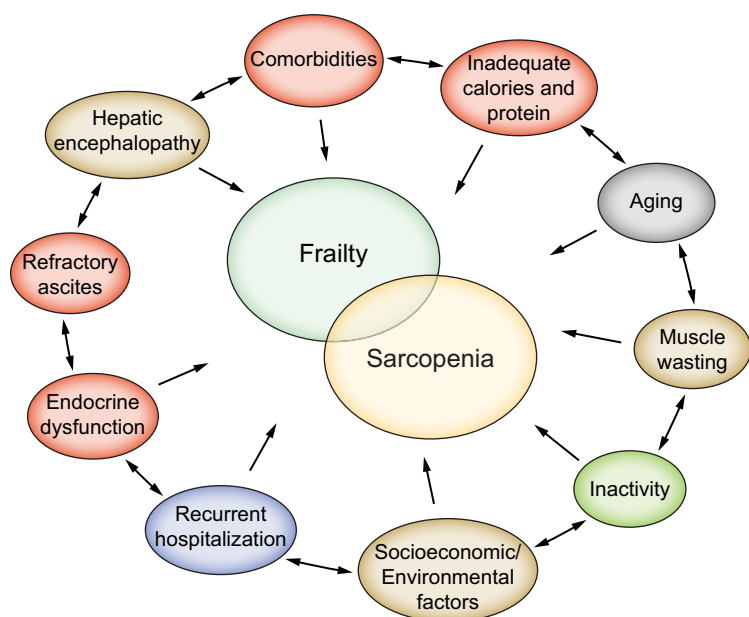 Comorbidities
Inadequate
calories and
protein
Hepatic
encephalopathy
Aging
Frailty
Refractory
ascites
Sarcopenia
Muscle
wasting
Endocrine
dysfunction
Inactivity
Recurrent
hospitalization
Socioeconomic/
Environmental
factors